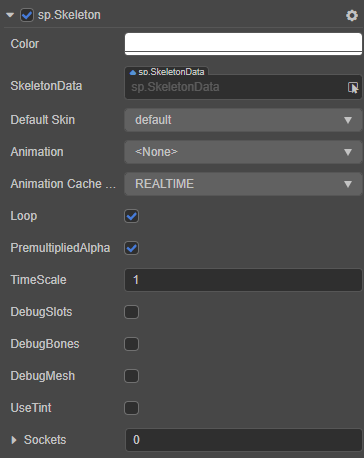 sp.Skeleton
Color
SkeletonData
sp.SkeletonData
sp.SkeletonData
Default Skin default
Animation <None>
Animation Cache ... REALTIME
Loop
PremultipliedAlpha
TimeScale 1
DebugSlots
DebugBones
DebugMesh
UseTint
Sockets 0